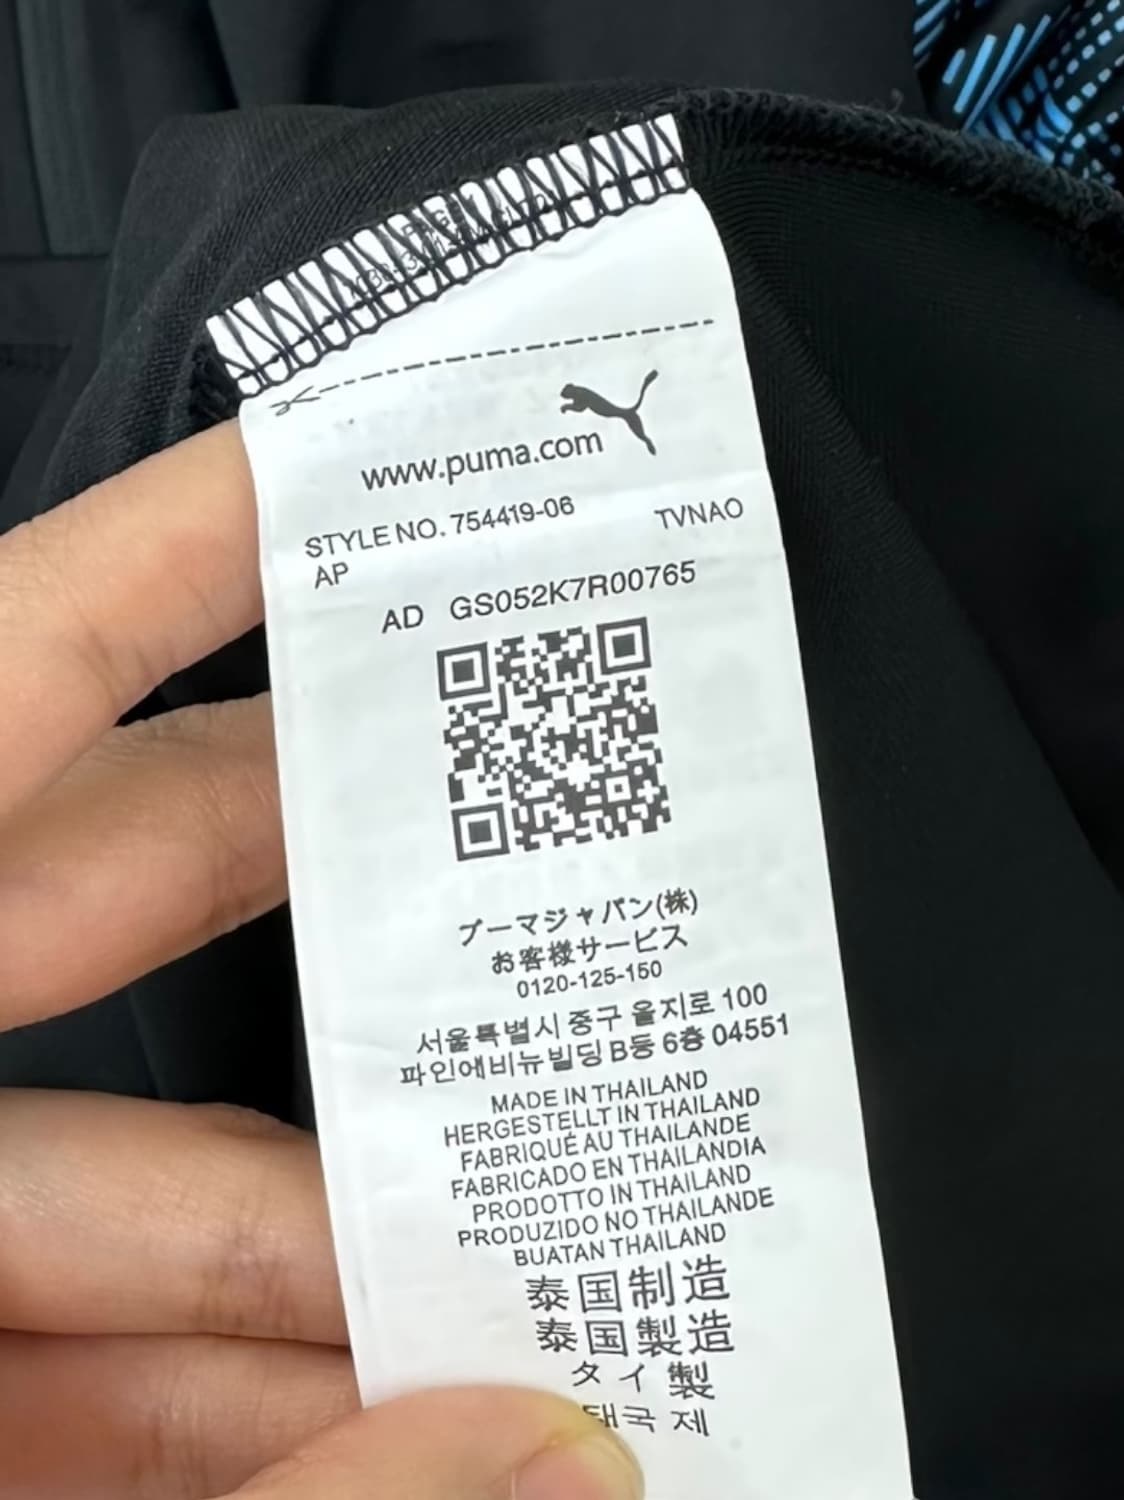 www.puma.com
STYLE NO. 754419-06 TVNAO
AP
AD GS052K7R00765
プーマジャパン(株)
お客様サービス
0120-125-150
서울특별시 중구 을지로 100
파인에비뉴빌딩 B동 6층 04551
MADE IN THAILAND
HERGESTELLT IN THAILAND
FABRIQUÉ AU THAILANDE
FABRICADO EN THAILANDIA
PRODOTTO IN THAILAND
PRODUZIDO NO THAILANDE
BUATAN THAILAND
泰国制造
泰国製造
タイ製
태국 제